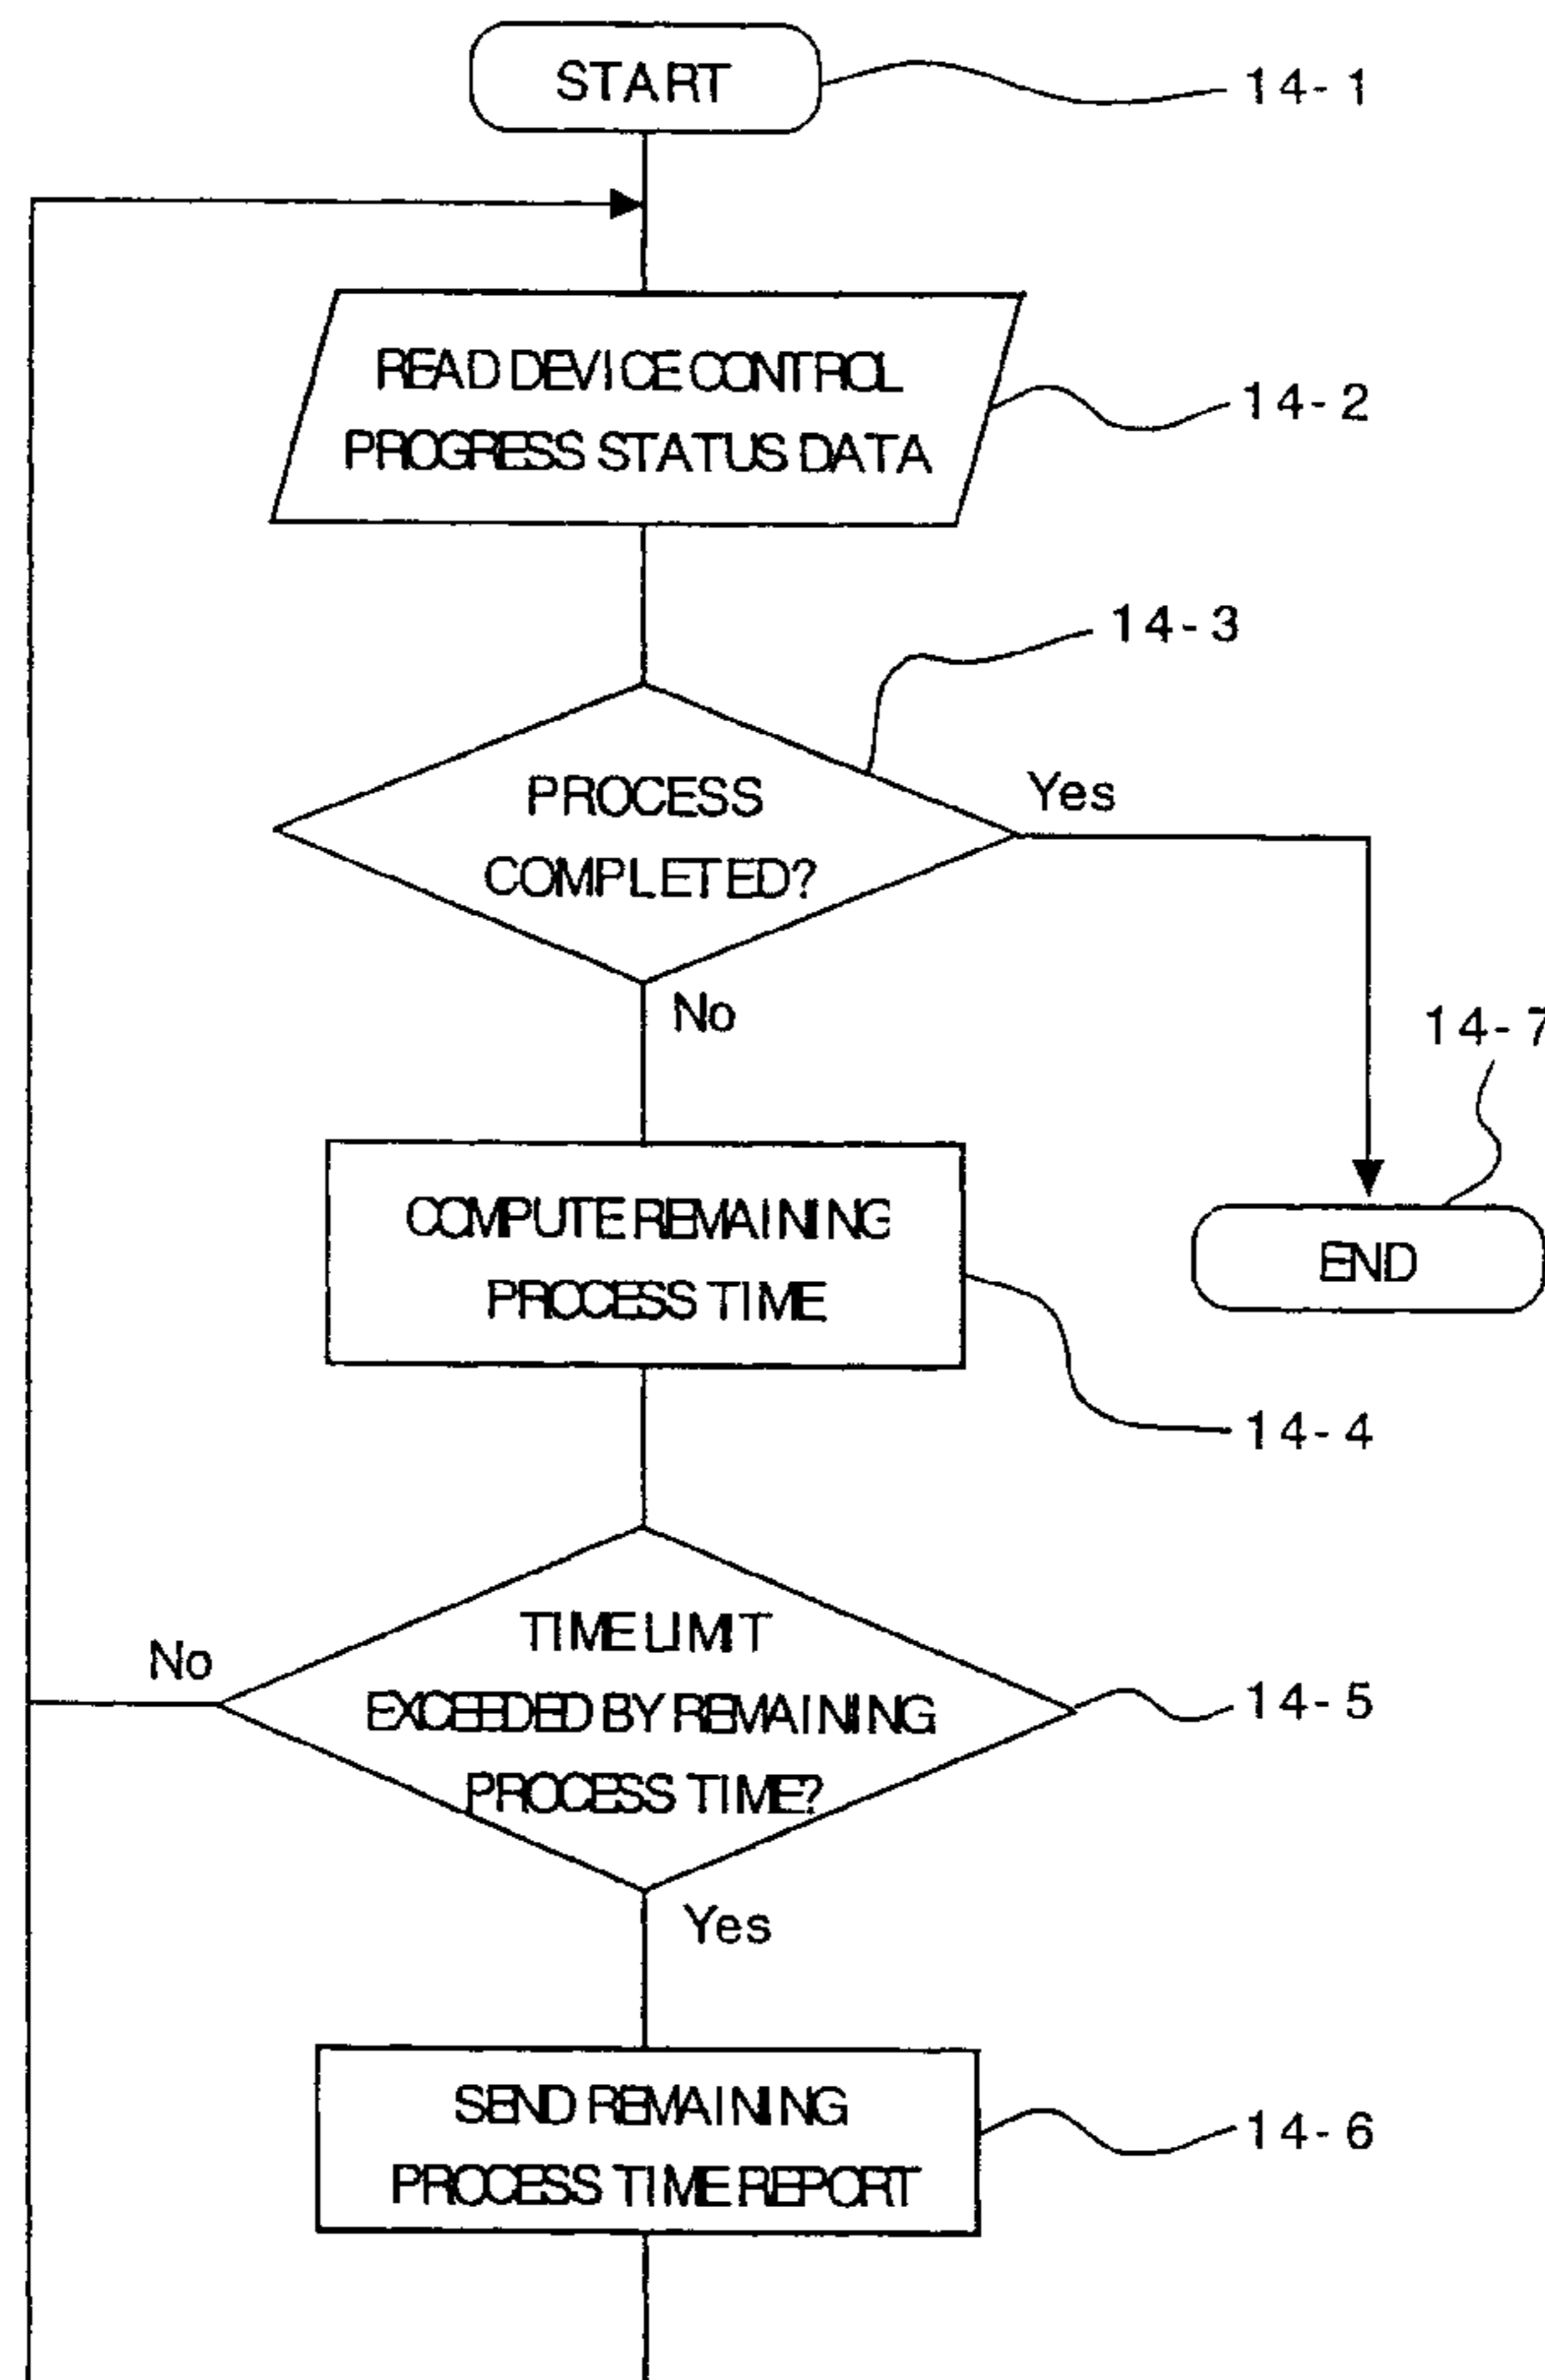 START
14-1
READ DEVICE CONTROL
PROGRESS STATUS DATA
14-2
14-3
PROCESS
COMPLETED?
Yes
No
14-7
END
COMPUTE REMAINING
PROCESS TIME
14-4
TIME LIMIT
EXCEEDED BY REMAINING
PROCESS TIME?
No
14-5
Yes
SEND REMAINING
PROCESS TIME REPORT
14-6